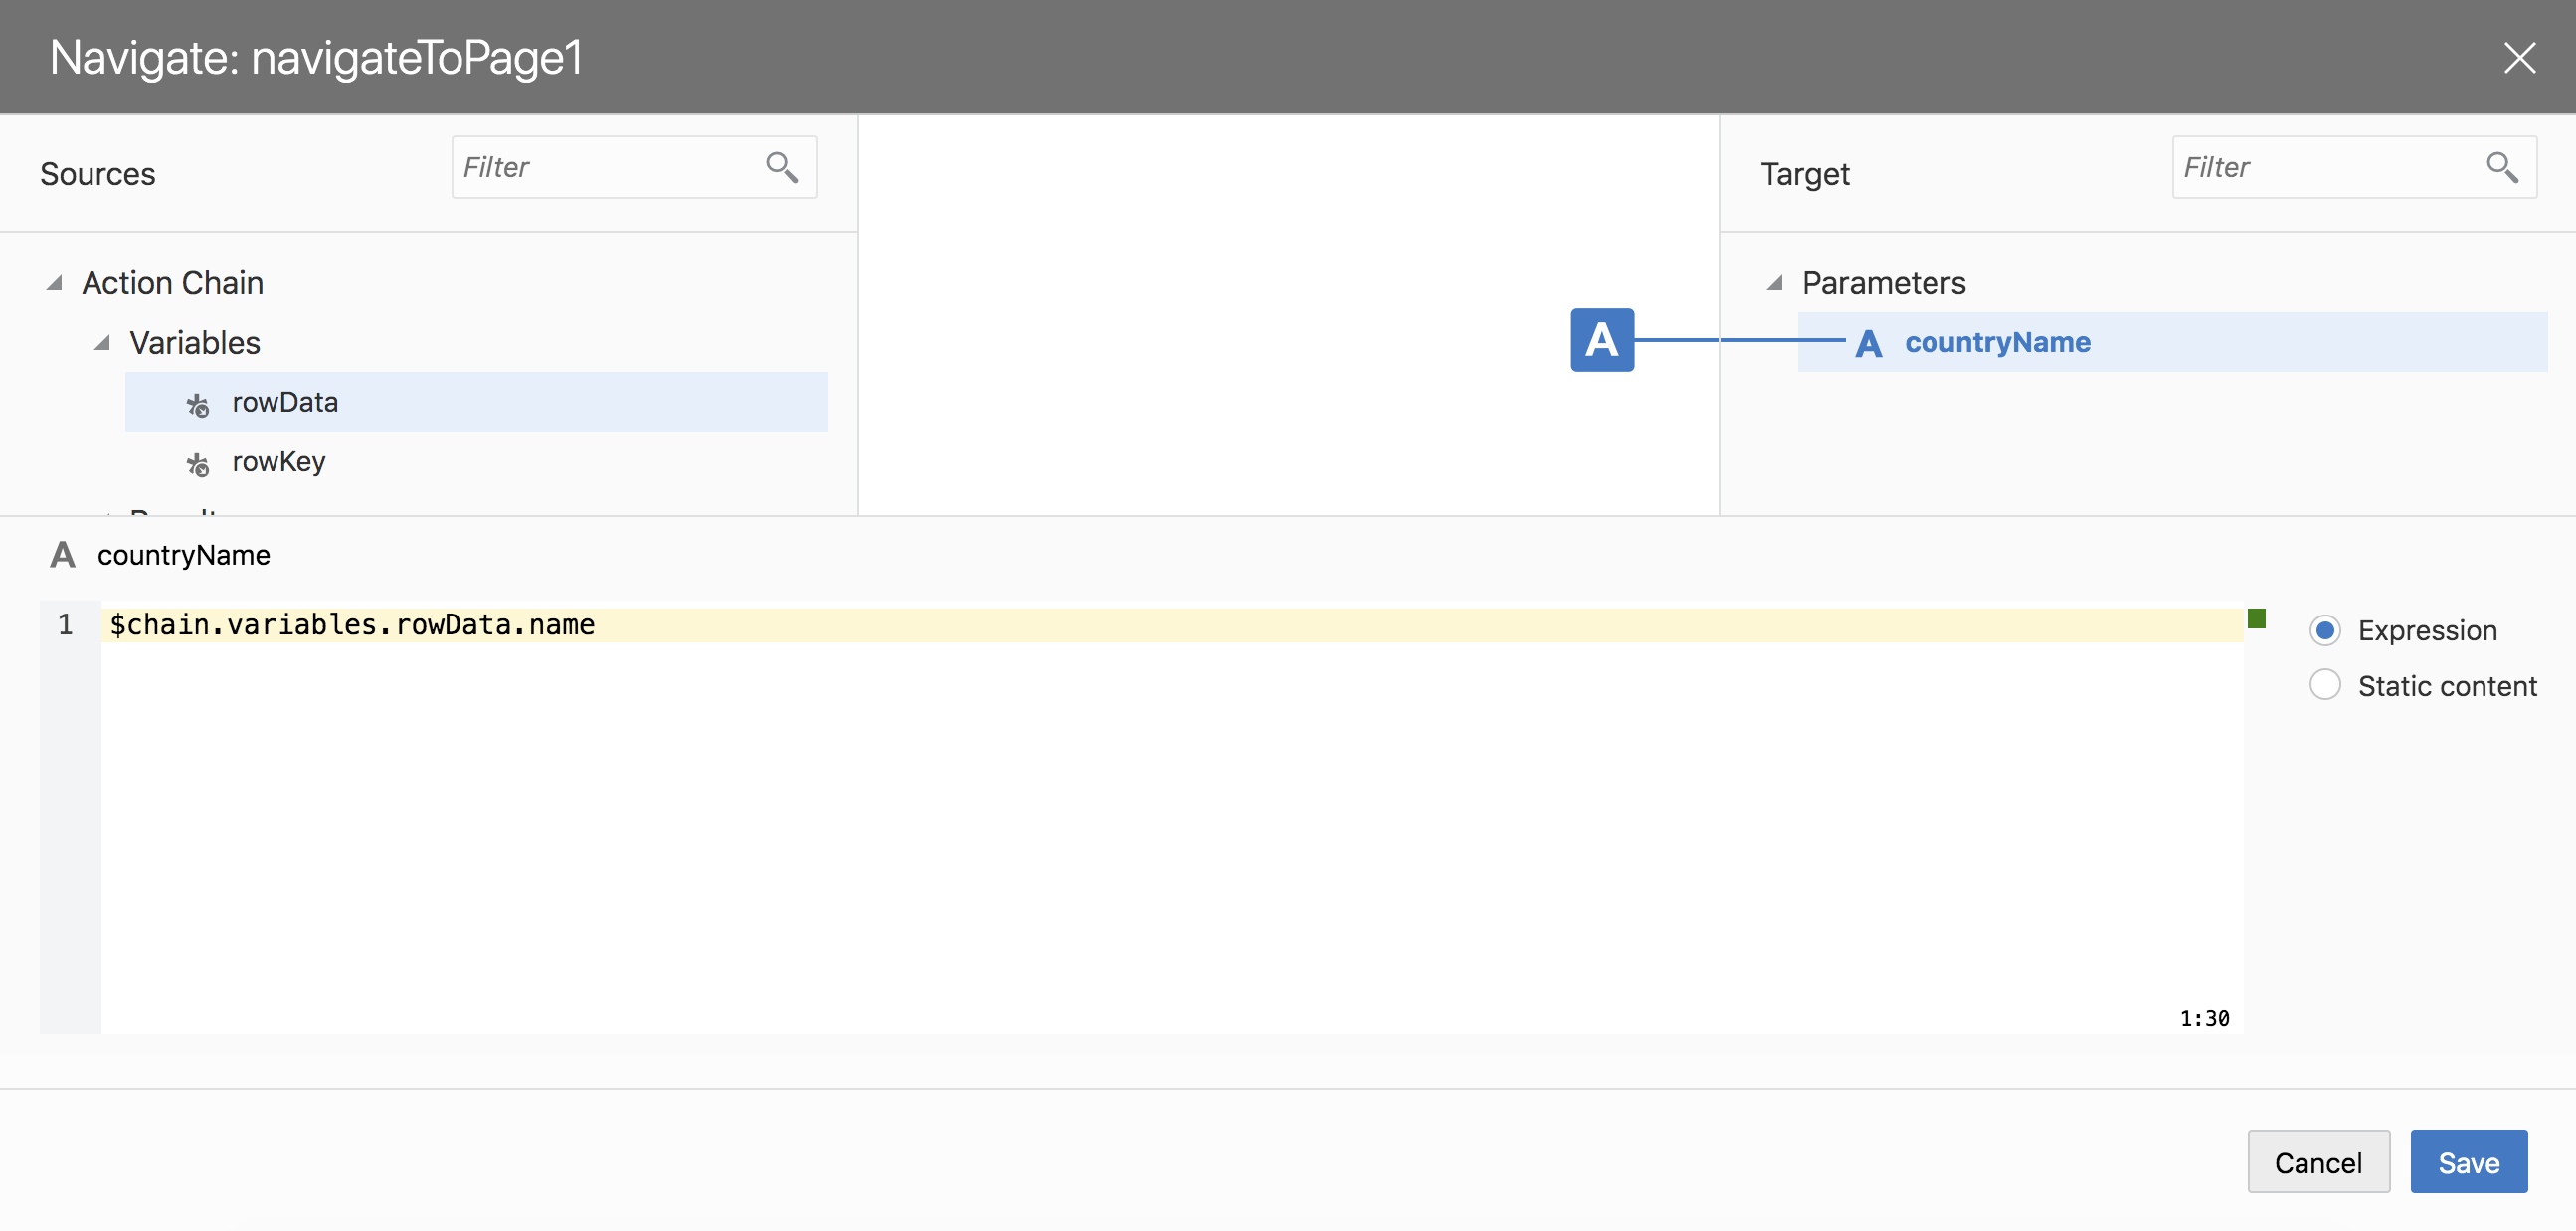 Navigate: navigateToPage1
Sources
Filter
Target
Filter
Action Chain
Variables
rowData
rowKey
Parameters
A
A countryName
A countryName
1 $chain.variables.rowData.name
1:30
Expression
Static content
Cancel
Save